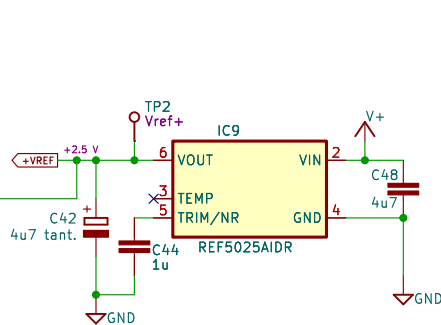 TP2
Vref+
IC9
V+
+2.5 V
+VREF
6
VOUT
VIN
2
3
TEMP
5
TRIM/NR
GND
4
C48
4u7
+
C42
4u7 tant.
C44
1u
REF5025AIDR
GND
GND